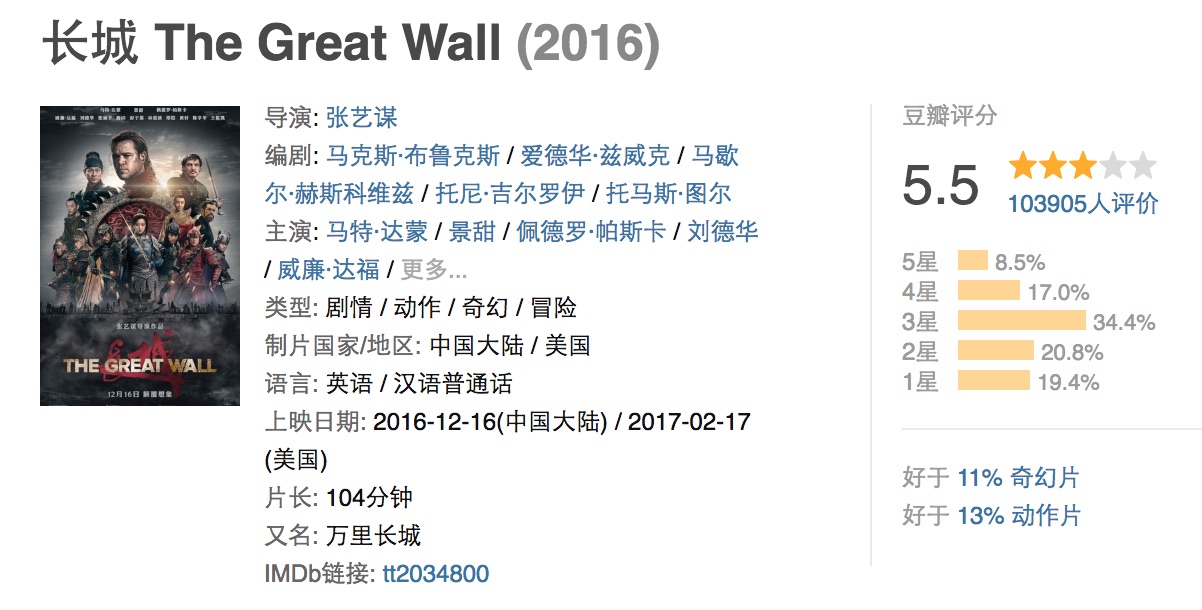 长城 The Great Wall (2016)
张艺谋导演作品
长城
THE GREAT WALL
12月16日 颠覆想象
导演: 张艺谋
编剧: 马克斯·布鲁克斯 / 爱德华·兹威克 / 马歇
尔·赫斯科维兹 / 托尼·吉尔罗伊 / 托马斯·图尔
主演: 马特·达蒙 / 景甜 / 佩德罗·帕斯卡 / 刘德华
/ 威廉·达福 / 更多...
类型: 剧情 / 动作 / 奇幻 / 冒险
制片国家/地区: 中国大陆 / 美国
语言: 英语 / 汉语普通话
上映日期: 2016-12-16(中国大陆) / 2017-02-17
(美国)
片长: 104分钟
又名: 万里长城
IMDb链接: tt2034800
豆瓣评分
5.5
103905人评价
5星 8.5%
4星 17.0%
3星 34.4%
2星 20.8%
1星 19.4%
好于 11% 奇幻片
好于 13% 动作片